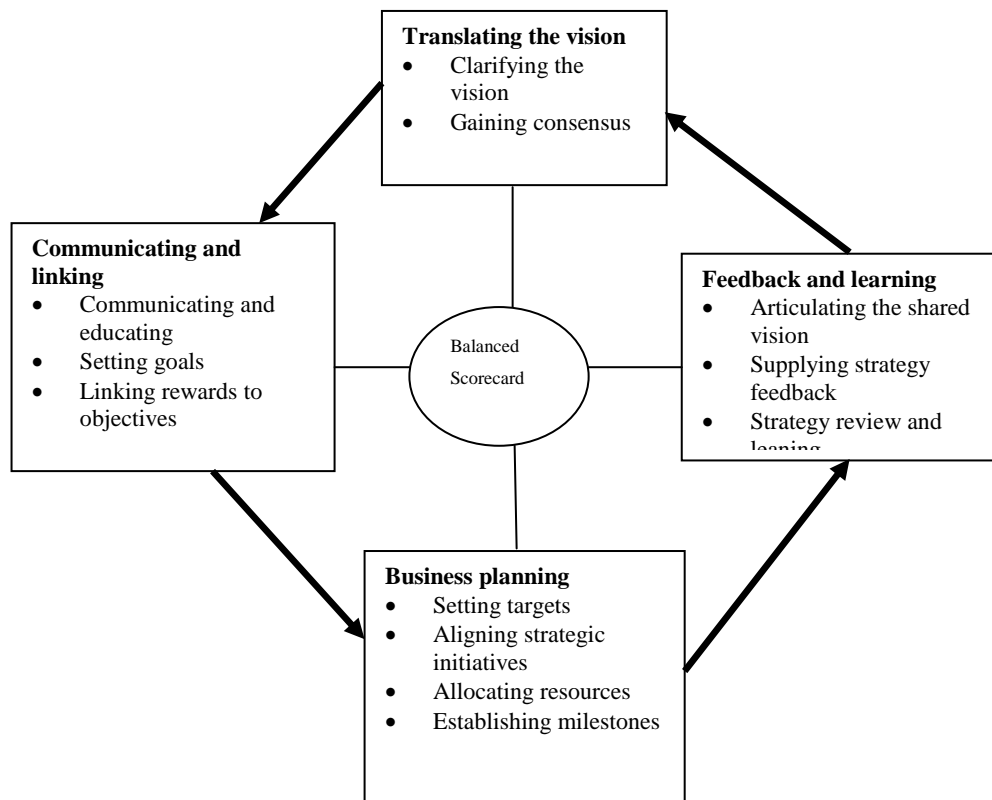 Translating the vision
• Clarifying the
vision
• Gaining consensus
Communicating and
linking
• Communicating and
educating
• Setting goals
• Linking rewards to
objectives
Balanced
Scorecard
Feedback and learning
• Articulating the shared
vision
• Supplying strategy
feedback
• Strategy review and
leaning
Business planning
• Setting targets
• Aligning strategic
initiatives
• Allocating resources
• Establishing milestones